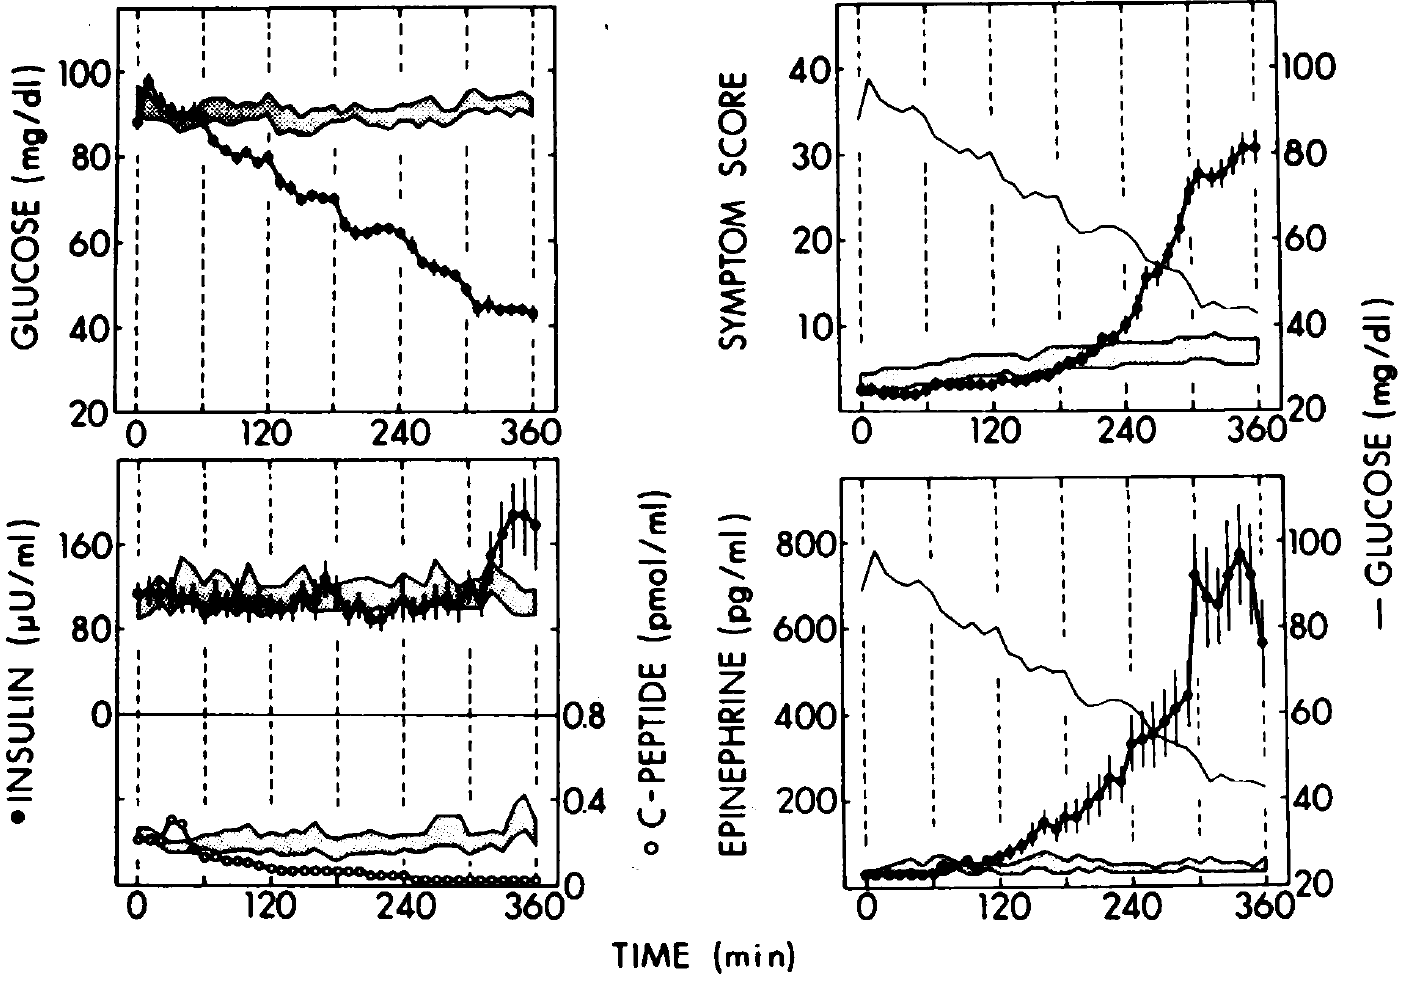 GLUCOSE (mg/dl)
100
80
60
40
20
0 120 240 360
SYMPTOM SCORE
40
30
20
10
100
80
60
40
20
0 120 240 360
● INSULIN (µU/ml)
160
80
0
0.8
0.4
0
0 120 240 360
○ C-PEPTIDE (pmol/ml)
EPINEPHRINE (pg/ml)
800
600
400
200
100
80
60
40
20
0 120 240 360
— GLUCOSE (mg/dl)
TIME (min)